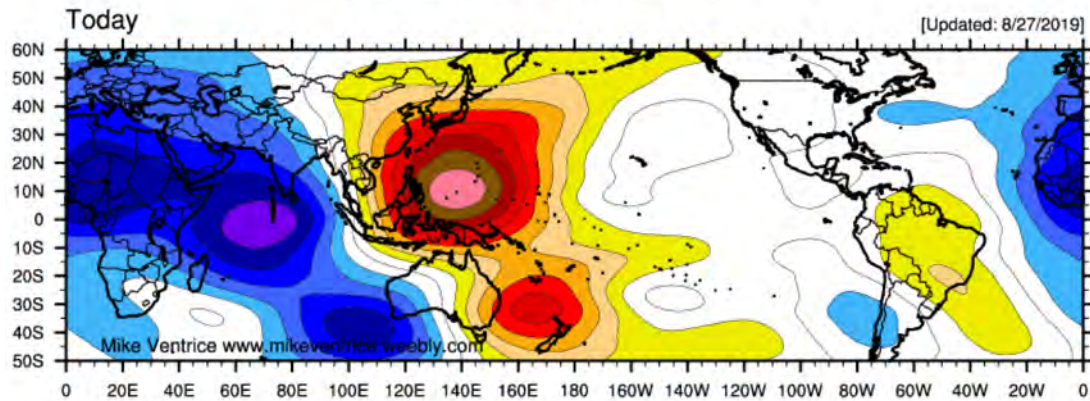 Today
[Updated: 8/27/2019]
60N
50N
40N
30N
20N
10N
0
10S
20S
30S
40S
50S
Mike Ventrice www.mikeventrice.weebly.com
0 20E 40E 60E 80E 100E 120E 140E 160E 180 160W 140W 120W 100W 80W 60W 40W 20W 0